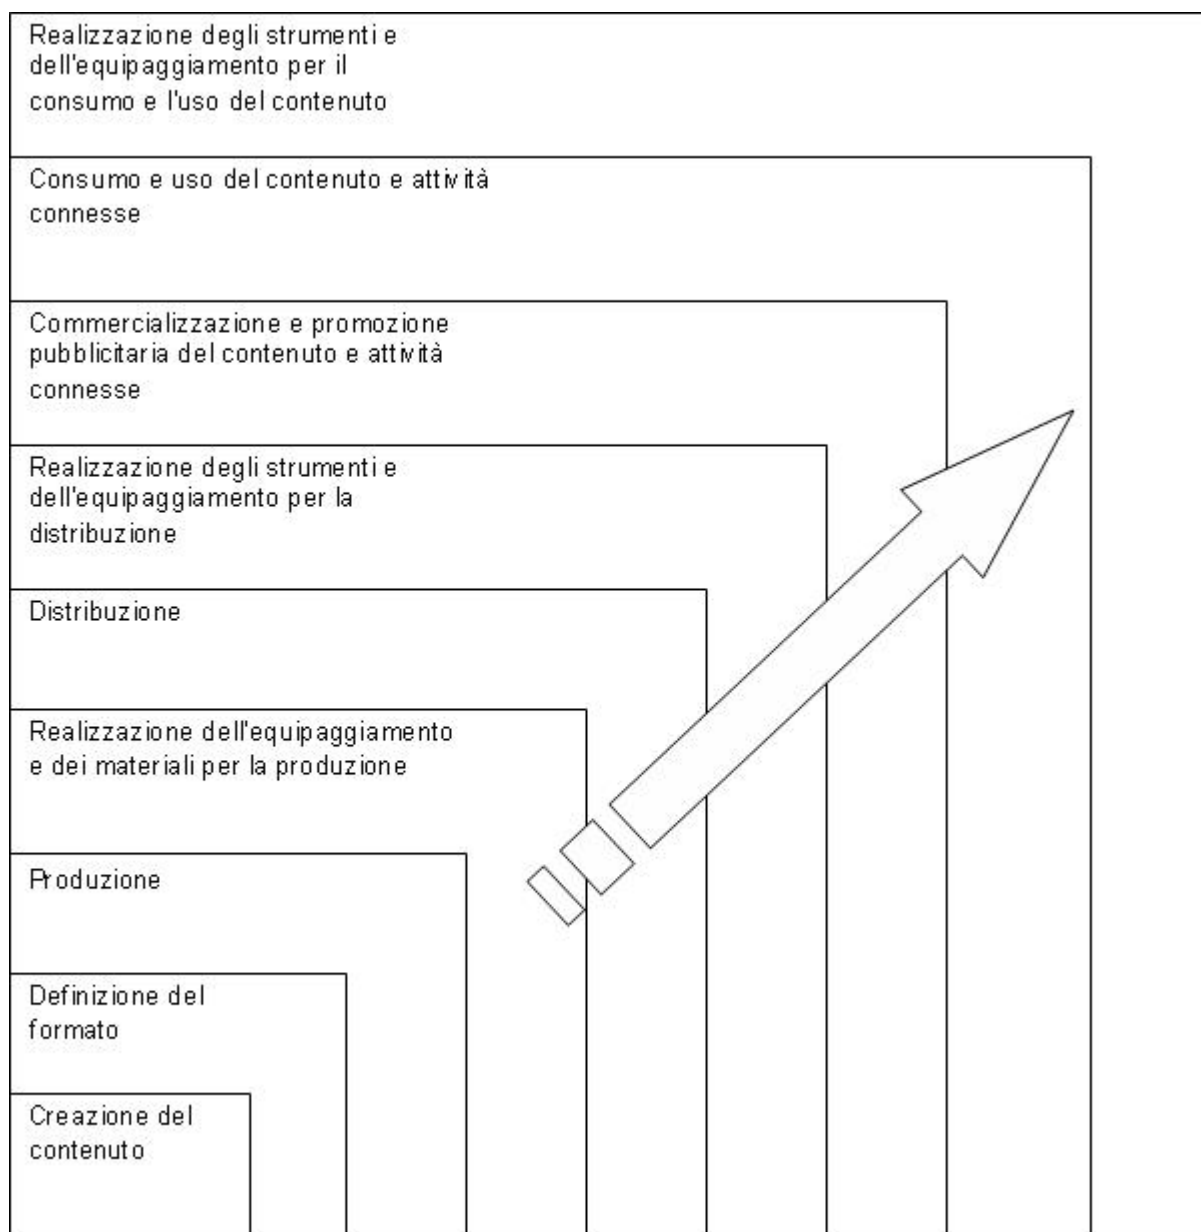 Realizzazione degli strumenti e
dell'equipaggiamento per il
consumo e l'uso del contenuto
Consumo e uso del contenuto e attività
connesse
Commercializzazione e promozione
pubblicitaria del contenuto e attività
connesse
Realizzazione degli strumenti e
dell'equipaggiamento per la
distribuzione
Distribuzione
Realizzazione dell'equipaggiamento
e dei materiali per la produzione
Produzione
Definizione del
formato
Creazione del
contenuto